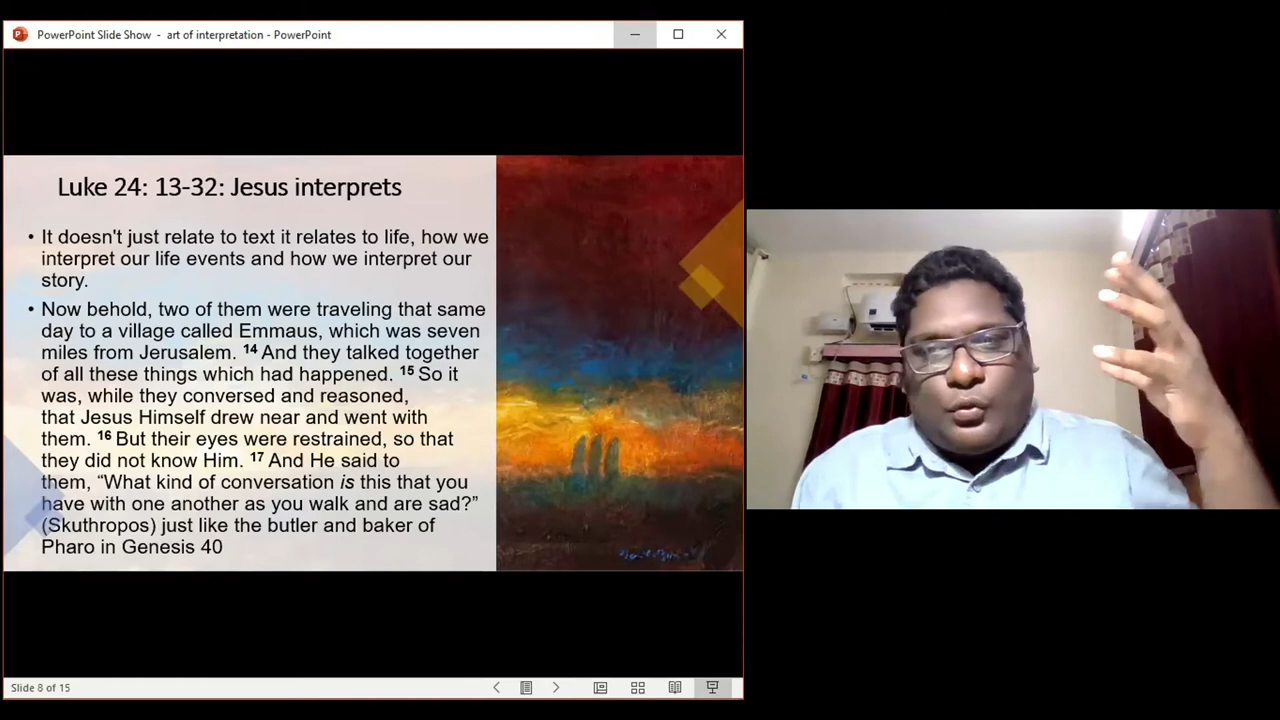 PowerPoint Slide Show - art of interpretation - PowerPoint
Luke 24: 13-32: Jesus interprets
• It doesn't just relate to text it relates to life, how we
interpret our life events and how we interpret our
story.
• Now behold, two of them were traveling that same
day to a village called Emmaus, which was seven
miles from Jerusalem. 14 And they talked together
of all these things which had happened. 15 So it
was, while they conversed and reasoned,
that Jesus Himself drew near and went with
them. 16 But their eyes were restrained, so that
they did not know Him. 17 And He said to
them, “What kind of conversation is this that you
have with one another as you walk and are sad?”
(Skuthropos) just like the butler and baker of
Pharo in Genesis 40
Slide 8 of 15